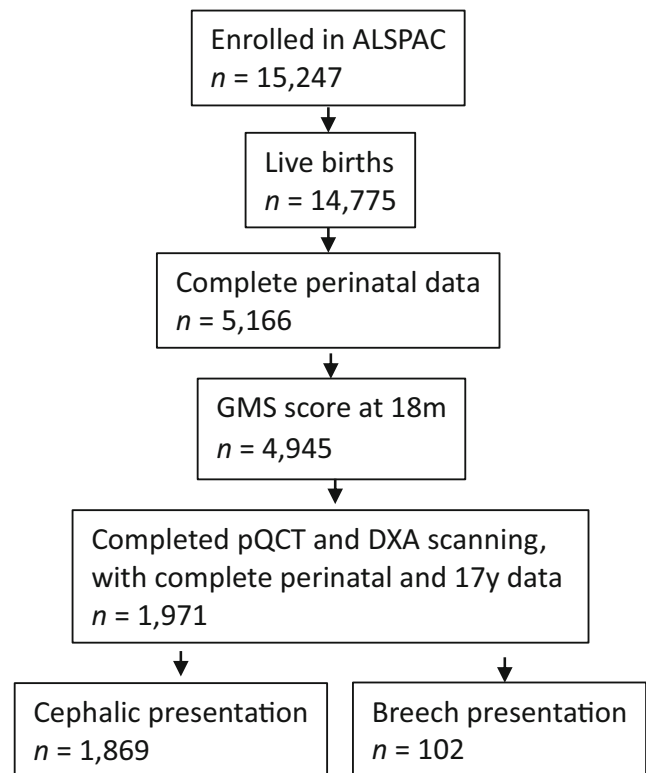 Enrolled in ALSPAC
n = 15,247
Live births
n = 14,775
Complete perinatal data
n = 5,166
GMS score at 18m
n = 4,945
Completed pQCT and DXA scanning,
with complete perinatal and 17y data
n = 1,971
Cephalic presentation
n = 1,869
Breech presentation
n = 102